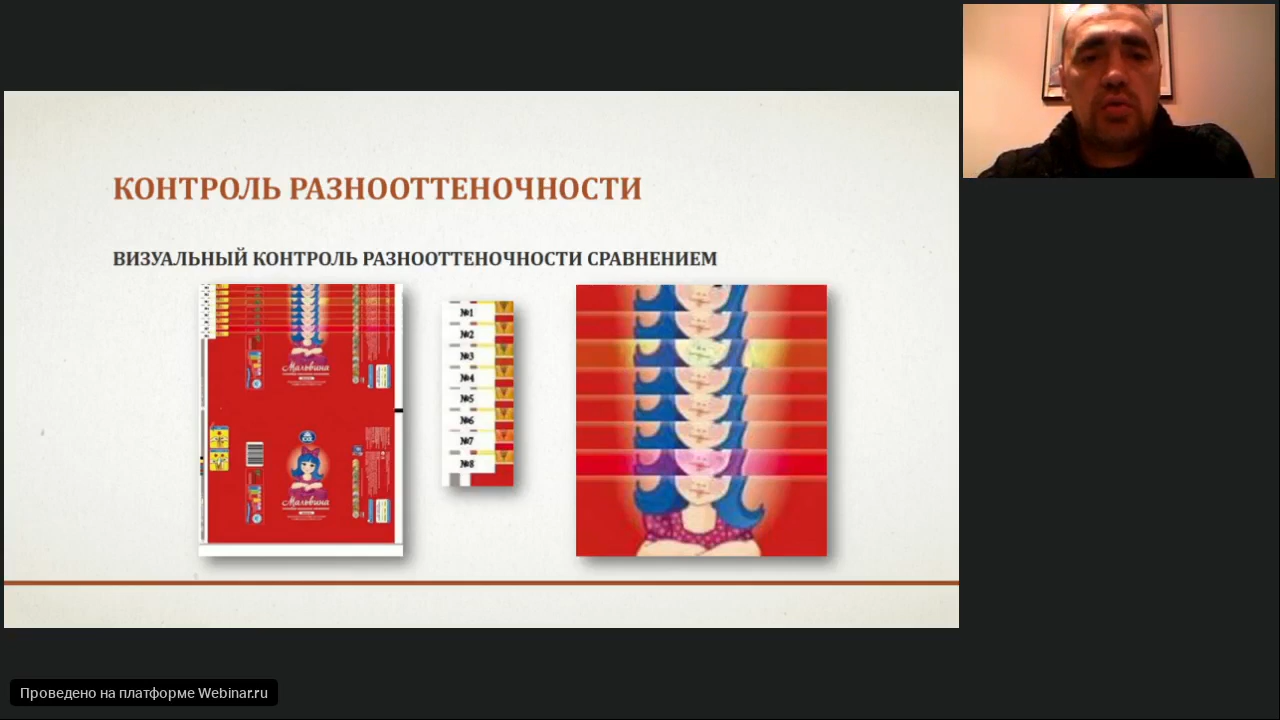 КОНТРОЛЬ РАЗНООТТЕНОЧНОСТИ
ВИЗУАЛЬНЫЙ КОНТРОЛЬ РАЗНООТТЕНОЧНОСТИ СРАВНЕНИЕМ
Мальвина
Мальвина
№1
№2
№3
№4
№5
№6
№7
№8
Проведено на платформе Webinar.ru